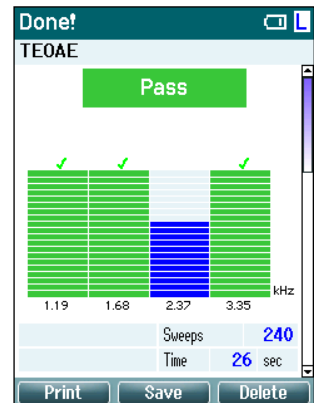 Done! L
TEOAE
Pass
1.19 1.68 2.37 3.35 kHz
Sweeps 240
Time 26 sec
Print Save Delete